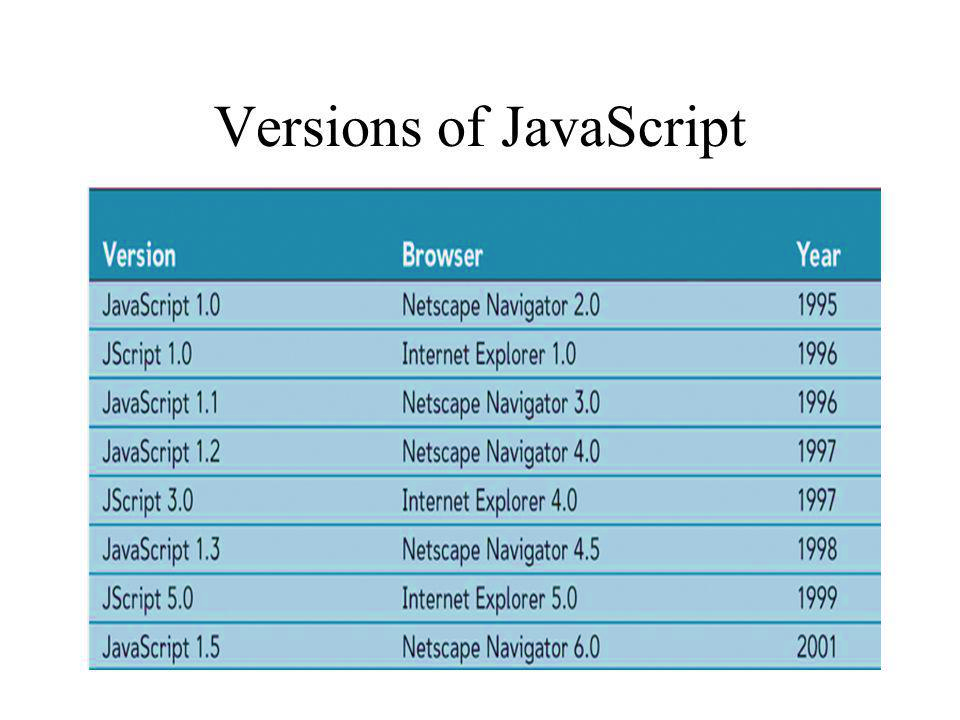 Versions of JavaScript
Version Browser Year
JavaScript 1.0 Netscape Navigator 2.0 1995
JScript 1.0 Internet Explorer 1.0 1996
JavaScript 1.1 Netscape Navigator 3.0 1996
JavaScript 1.2 Netscape Navigator 4.0 1997
JScript 3.0 Internet Explorer 4.0 1997
JavaScript 1.3 Netscape Navigator 4.5 1998
JScript 5.0 Internet Explorer 5.0 1999
JavaScript 1.5 Netscape Navigator 6.0 2001